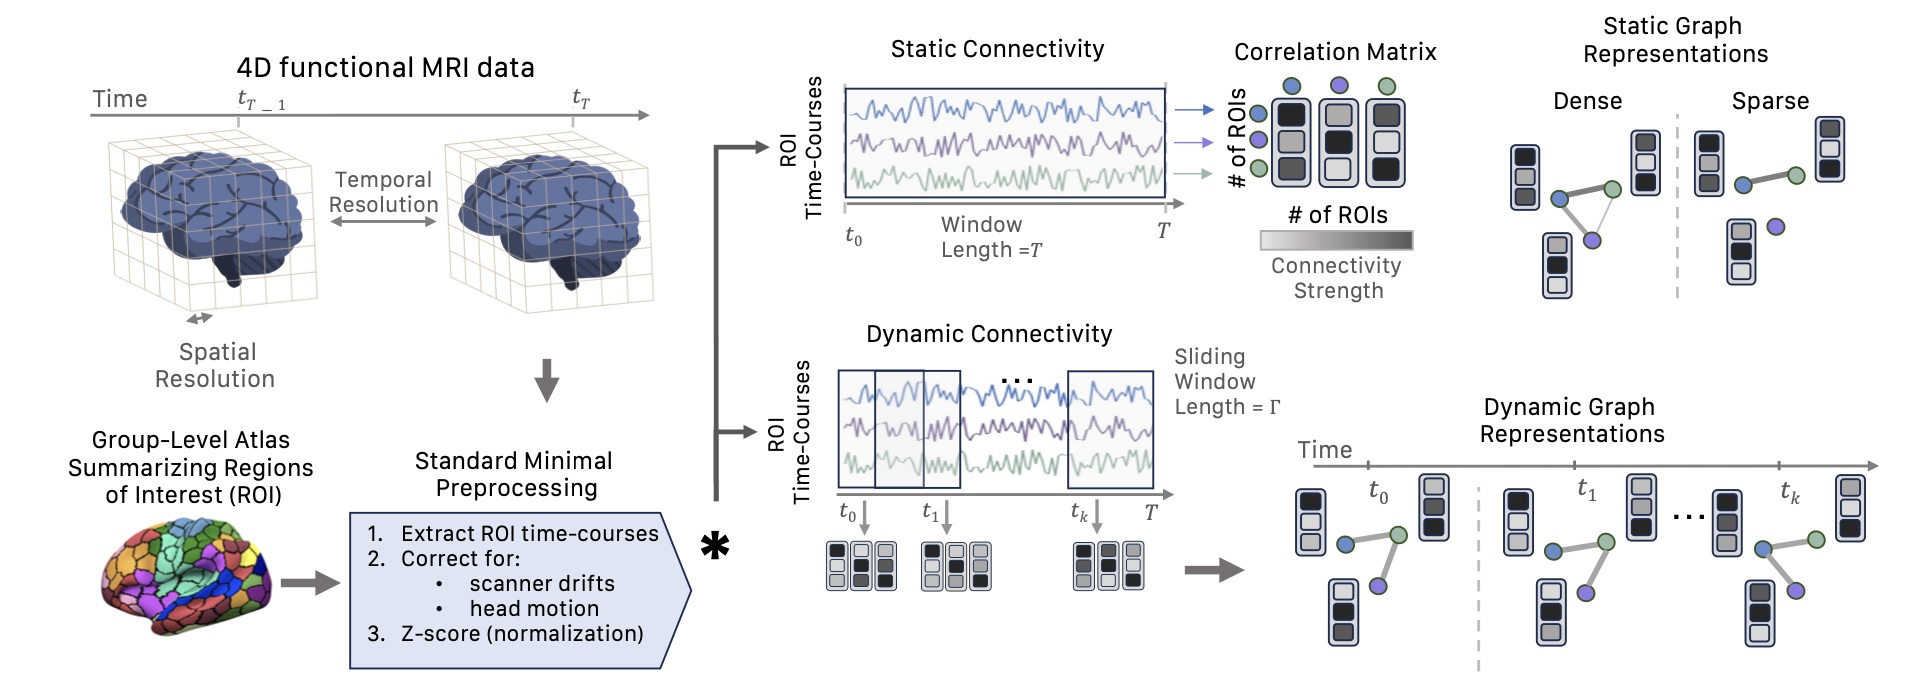 4D functional MRI data
Time
t_{T_1}
t_T
Temporal
Resolution
Spatial
Resolution
Group-Level Atlas
Summarizing Regions
of Interest (ROI)
Standard Minimal
Preprocessing
1. Extract ROI time-courses
2. Correct for:
• scanner drifts
• head motion
3. Z-score (normalization)
*
Static Connectivity
ROI
Time-Courses
t_0
Window
Length =T
T
Correlation Matrix
# of ROIs
# of ROIs
Connectivity
Strength
Static Graph
Representations
Dense
Sparse
Dynamic Connectivity
ROI
Time-Courses
...
Sliding
Window
Length = Γ
t_0
t_1
t_k
T
Dynamic Graph
Representations
Time
t_0
t_1
t_k
...